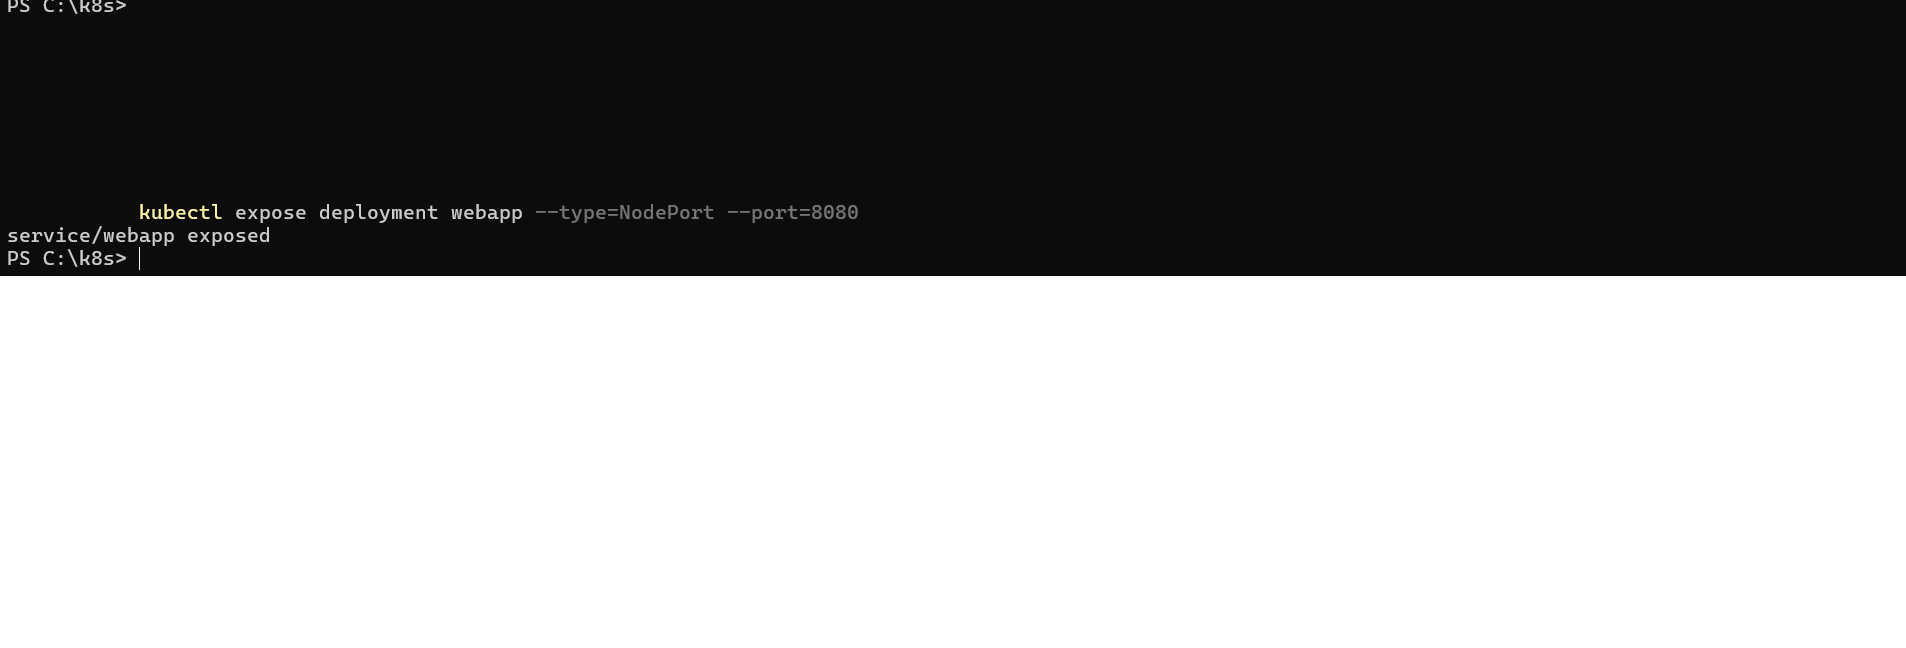 PS C:\k8s>
kubectl expose deployment webapp --type=NodePort --port=8080
service/webapp exposed
PS C:\k8s>